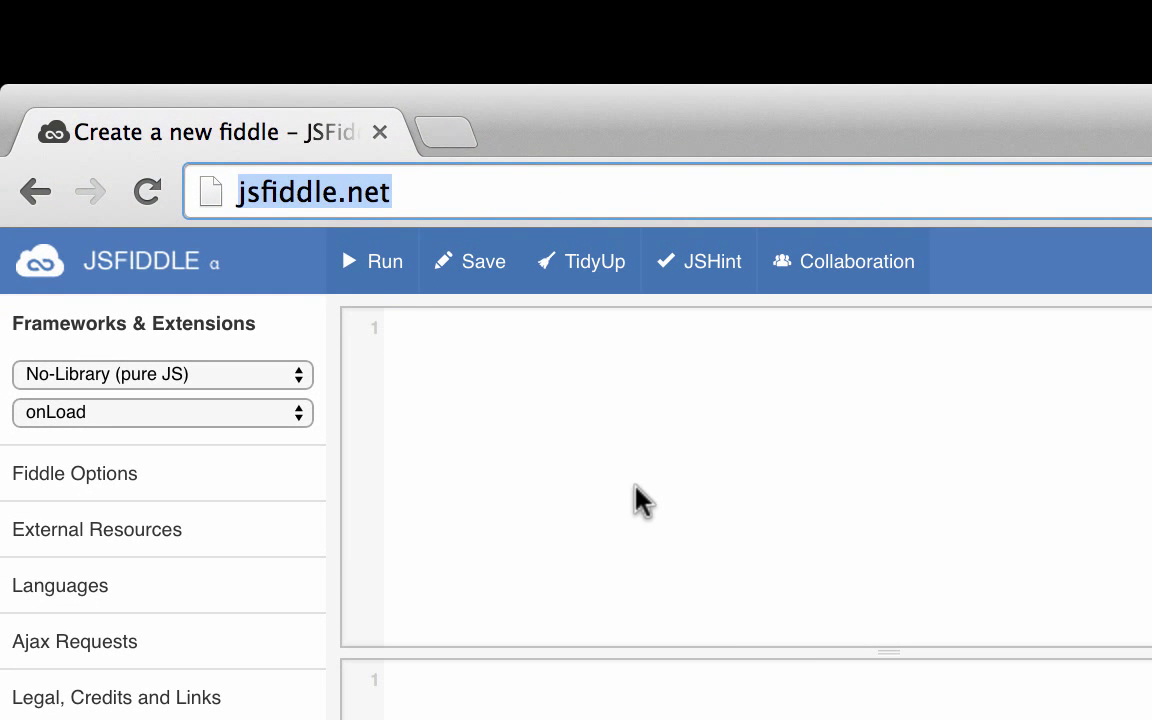 Create a new fiddle – JSFid
jsfiddle.net
JSFIDDLE α
Run Save TidyUp JSHint Collaboration
Frameworks & Extensions
No-Library (pure JS)
onLoad
Fiddle Options
External Resources
Languages
Ajax Requests
Legal, Credits and Links
1
1